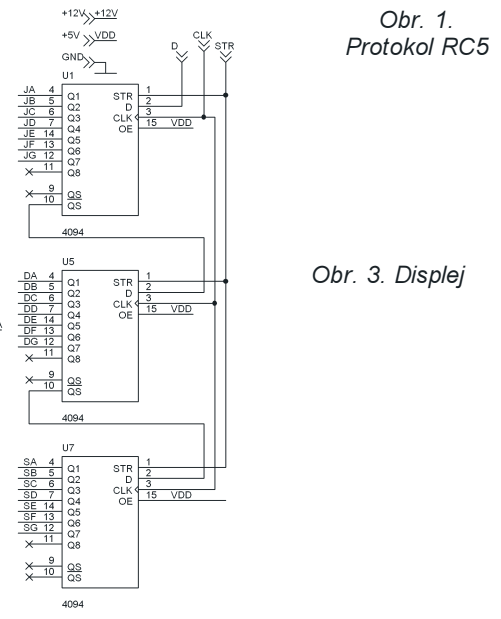 +12V +12V
+5V VDD
GND
D CLK STR
Obr. 1.
Protokol RC5
U1
JA 4 Q1 STR 1
JB 5 Q2 D 2
JC 6 Q3 CLK 3
JD 7 Q4 OE 15 VDD
JE 14 Q5
JF 13 Q6
JG 12 Q7
11 Q8
9 QS
10 QS
4094
Obr. 3. Displej
U5
DA 4 Q1 STR 1
DB 5 Q2 D 2
DC 6 Q3 CLK 3
DD 7 Q4 OE 15 VDD
DE 14 Q5
DF 13 Q6
DG 12 Q7
11 Q8
9 QS
10 QS
4094
U7
SA 4 Q1 STR 1
SB 5 Q2 D 2
SC 6 Q3 CLK 3
SD 7 Q4 OE 15 VDD
SE 14 Q5
SF 13 Q6
SG 12 Q7
11 Q8
9 QS
10 QS
4094